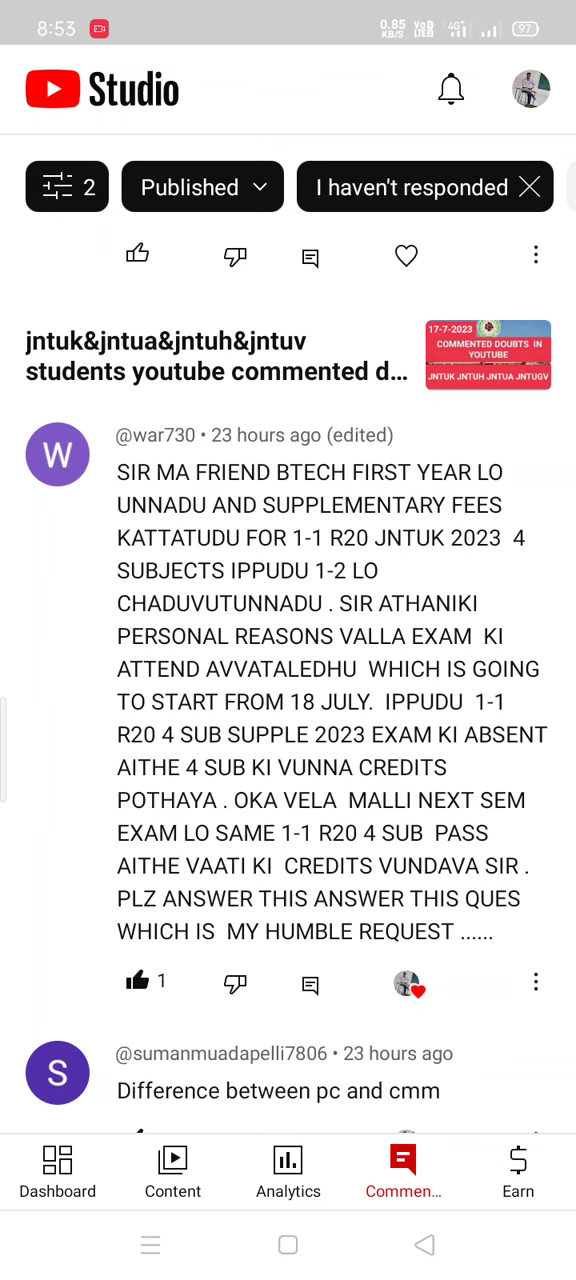 8:53
0.85 KB/S
VoD LTE
4G
97
Studio
2
Published
I haven't responded
jntuk&jntua&jntuh&jntuv
students youtube commented d...
17-7-2023
COMMENTED DOUBTS IN
YOUTUBE
JNTUK JNTUH JNTUA JNTUGV
W
@war730 • 23 hours ago (edited)
SIR MA FRIEND BTECH FIRST YEAR LO
UNNADU AND SUPPLEMENTARY FEES
KATTATUDU FOR 1-1 R20 JNTUK 2023 4
SUBJECTS IPPUDU 1-2 LO
CHADUVUTUNNADU . SIR ATHANIKI
PERSONAL REASONS VALLA EXAM KI
ATTEND AVVATALEDHU WHICH IS GOING
TO START FROM 18 JULY. IPPUDU 1-1
R20 4 SUB SUPPLE 2023 EXAM KI ABSENT
AITHE 4 SUB KI VUNNA CREDITS
POTHAYA . OKA VELA MALLI NEXT SEM
EXAM LO SAME 1-1 R20 4 SUB PASS
AITHE VAATI KI CREDITS VUNDAVA SIR .
PLZ ANSWER THIS ANSWER THIS QUES
WHICH IS MY HUMBLE REQUEST ......
1
S
@sumanmuadapelli7806 • 23 hours ago
Difference between pc and cmm
Dashboard Content Analytics Commen... Earn